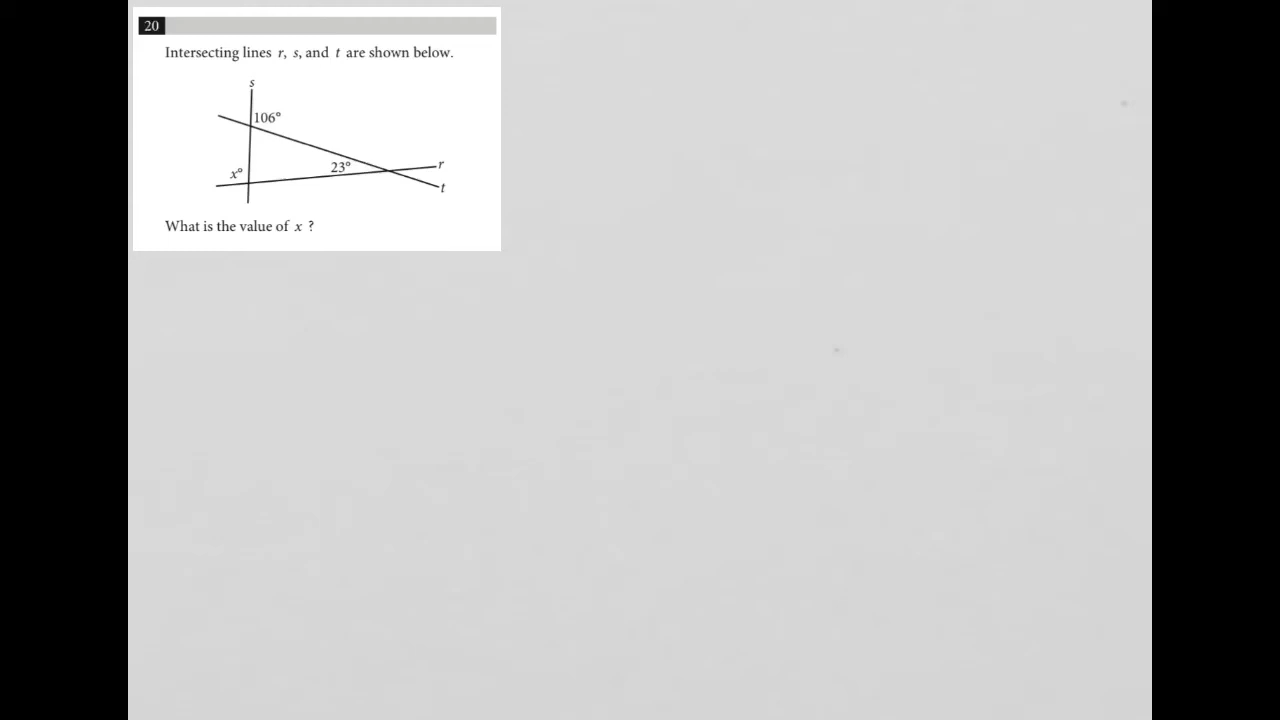 20
Intersecting lines r, s, and t are shown below.
s
106°
23°
r
x°
t
What is the value of x ?